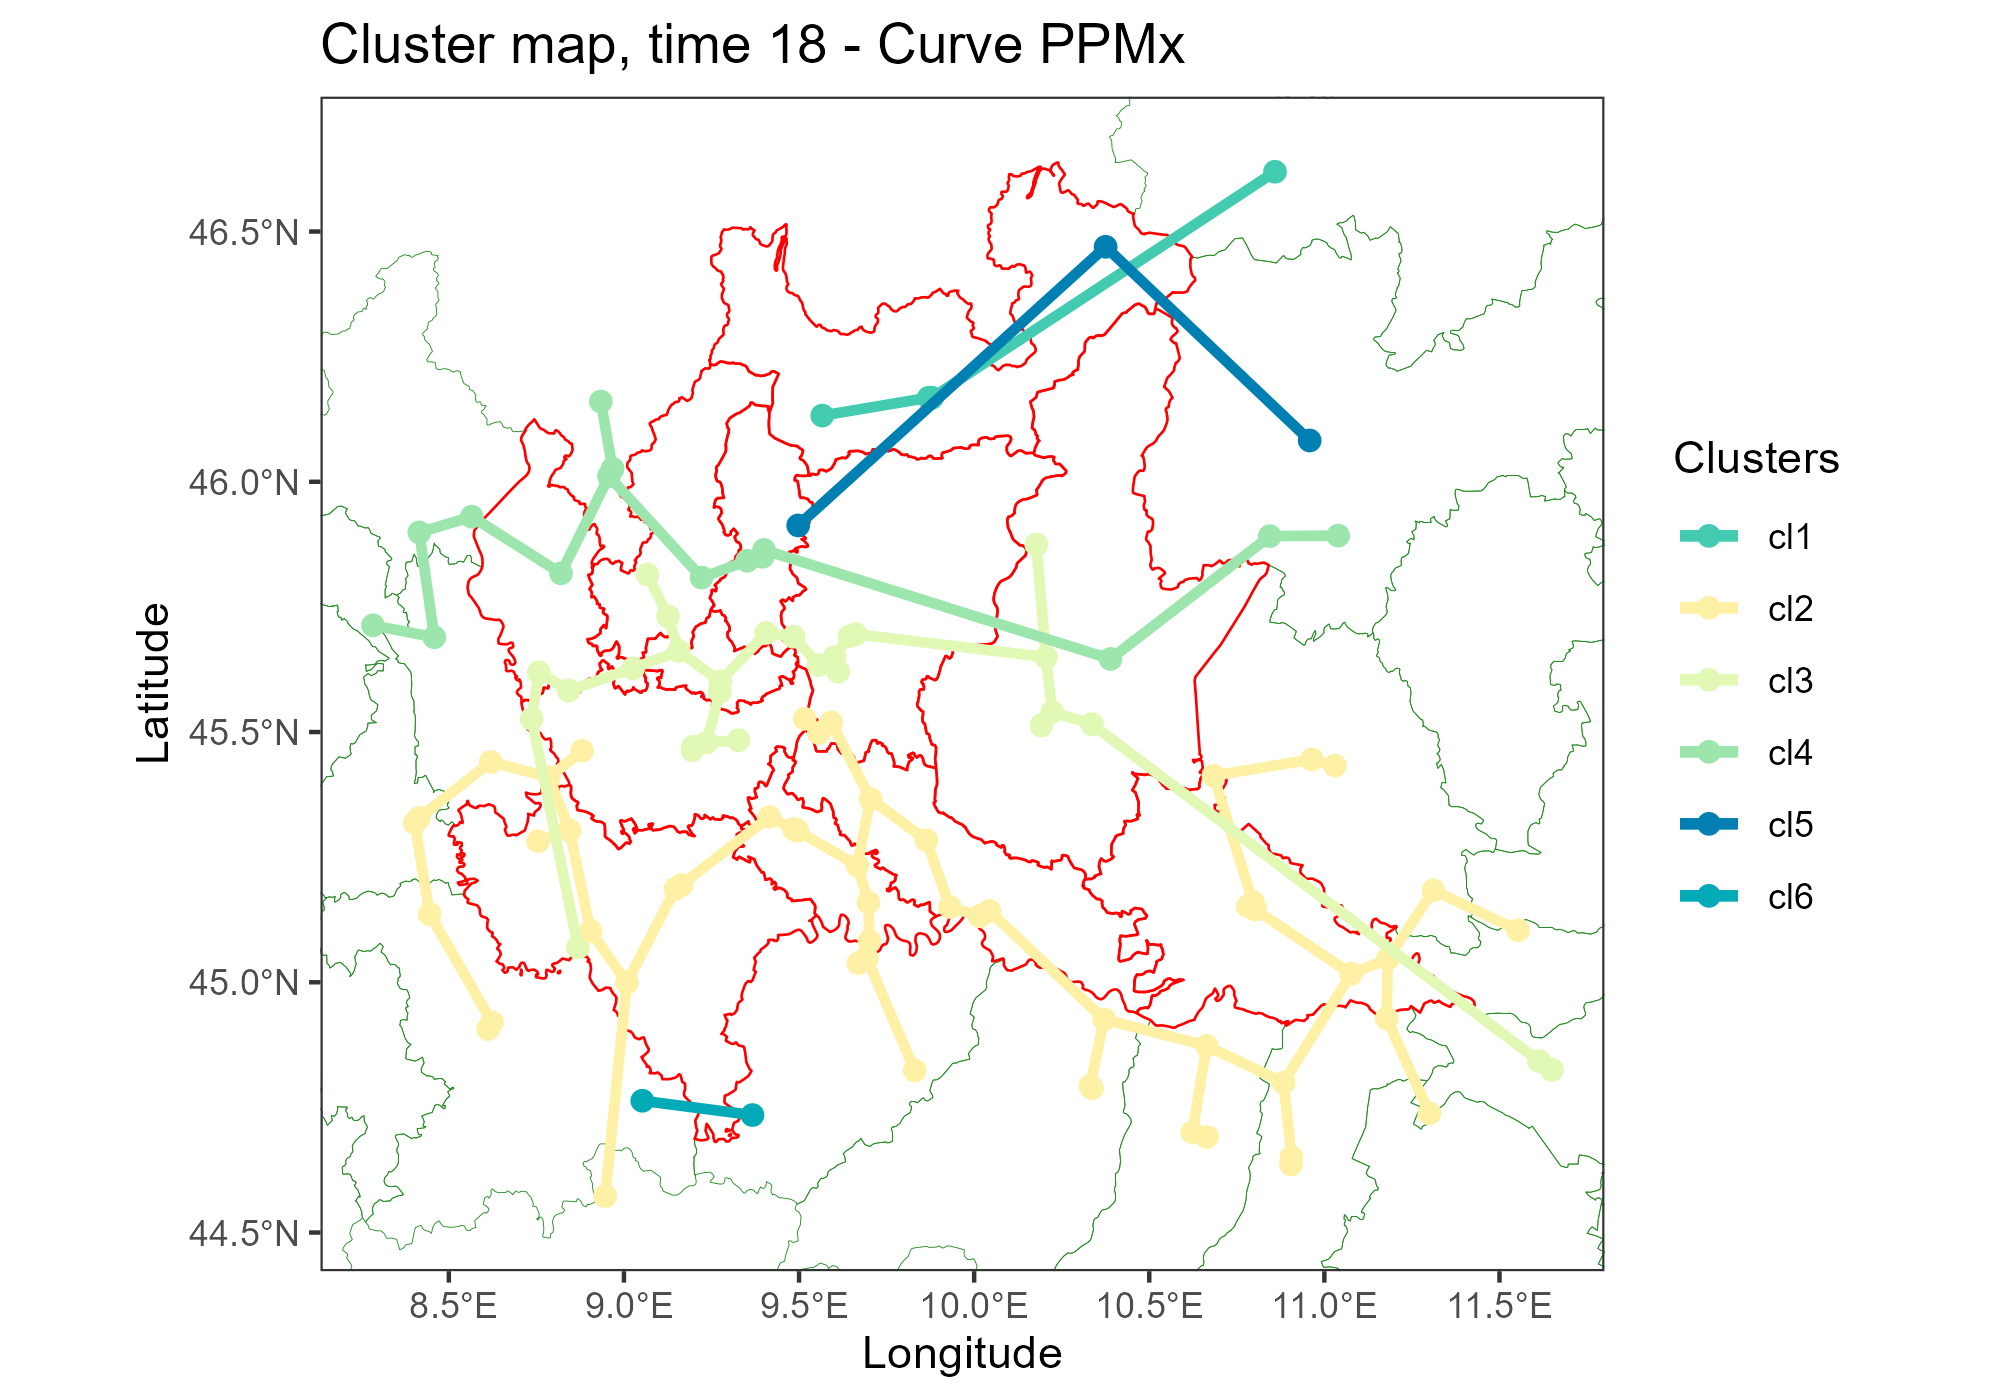 Cluster map, time 18 - Curve PPMx
46.5°N
46.0°N
45.5°N
45.0°N
44.5°N
Latitude
8.5°E
9.0°E
9.5°E
10.0°E
10.5°E
11.0°E
11.5°E
Longitude
Clusters
cl1
cl2
cl3
cl4
cl5
cl6